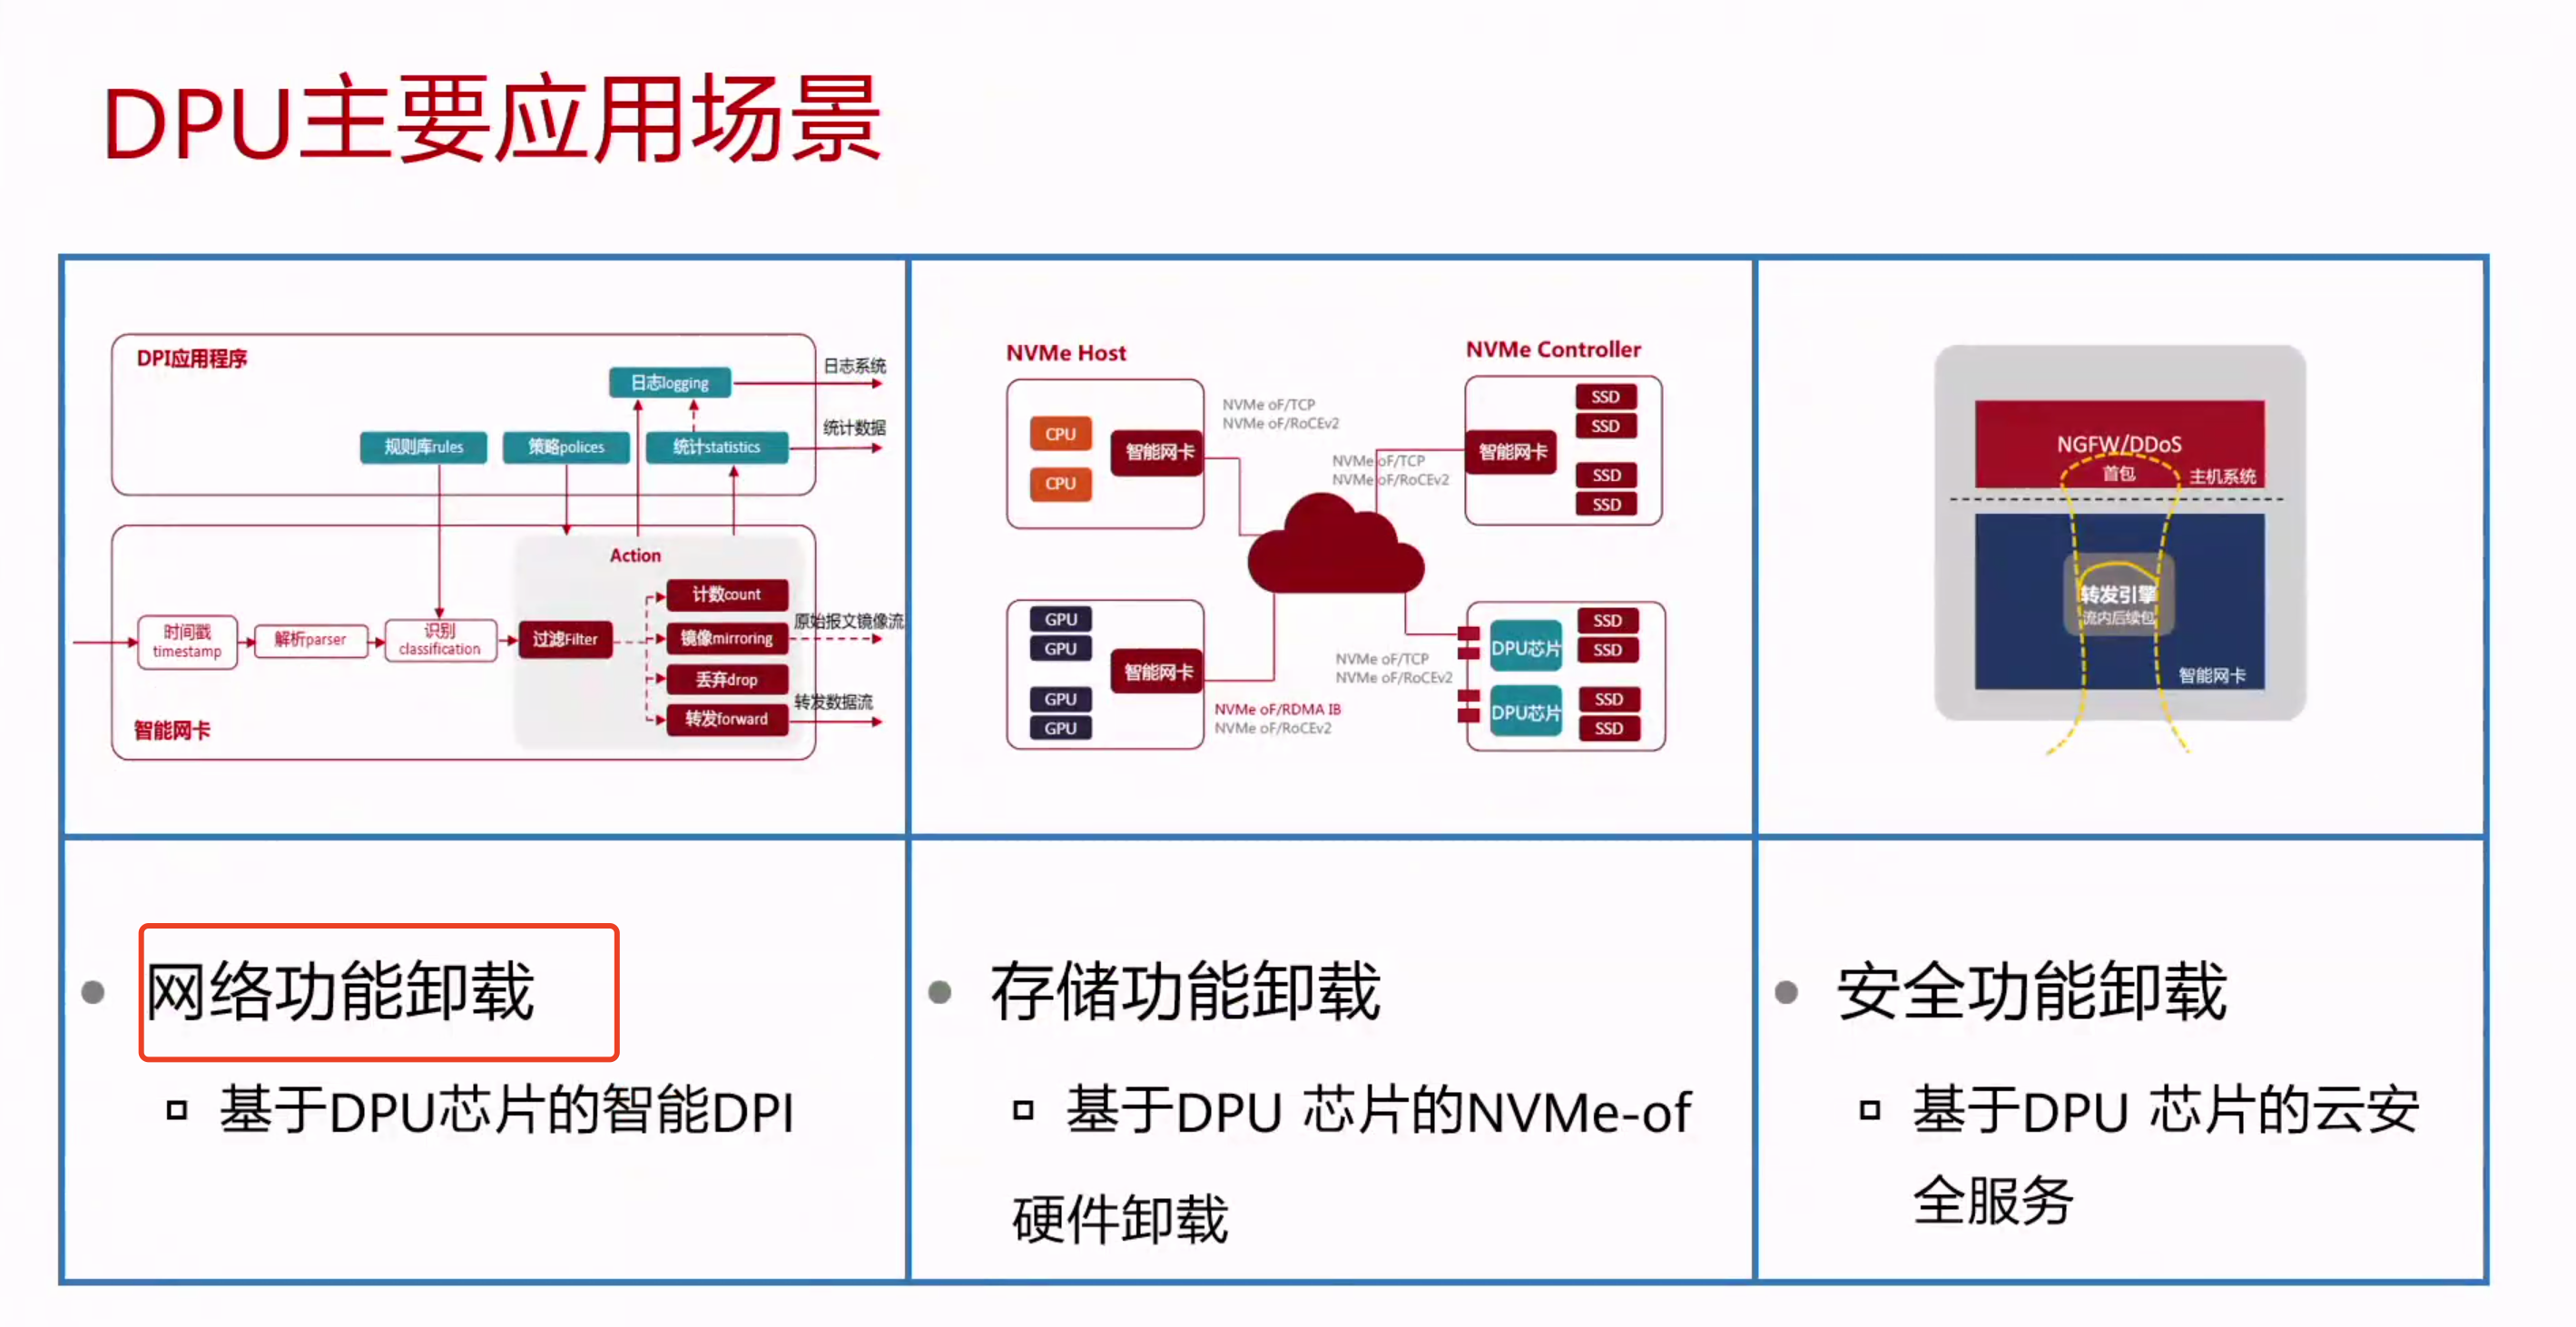 DPU主要应用场景
DPI应用程序
日志logging
日志系统
规则库rules
策略polices
统计statistics
统计数据
Action
时间戳
timestamp
解析parser
识别
classification
过滤Filter
计数count
镜像mirroring
原始报文镜像流
丢弃drop
转发forward
转发数据流
智能网卡
NVMe Host
CPU
CPU
智能网卡
NVMe oF/TCP
NVMe oF/RoCEv2
NVMe Controller
智能网卡
SSD
SSD
SSD
SSD
NVMe oF/TCP
NVMe oF/RoCEv2
GPU
GPU
GPU
GPU
智能网卡
NVMe oF/RDMA IB
NVMe oF/RoCEv2
NVMe oF/TCP
NVMe oF/RoCEv2
DPU芯片
DPU芯片
SSD
SSD
SSD
SSD
NGFW/DDoS
首包
主机系统
转发引擎
流内后续包
智能网卡
网络功能卸载
基于DPU芯片的智能DPI
存储功能卸载
基于DPU 芯片的NVMe-of
硬件卸载
安全功能卸载
基于DPU 芯片的云安
全服务